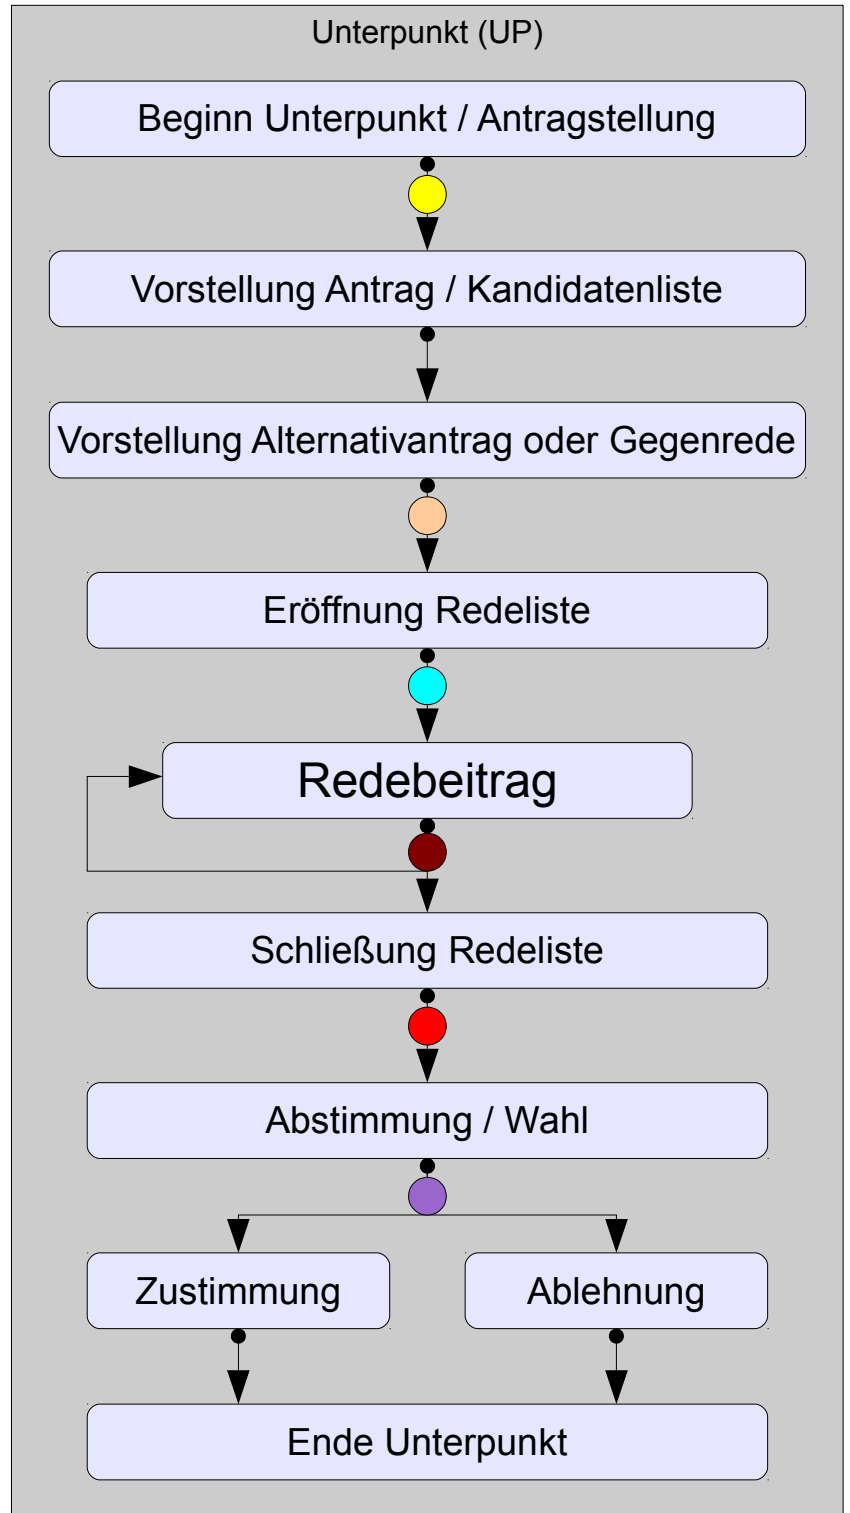 Unterpunkt (UP)
Beginn Unterpunkt / Antragstellung
Vorstellung Antrag / Kandidatenliste
Vorstellung Alternativantrag oder Gegenrede
Eröffnung Redeliste
Redebeitrag
Schließung Redeliste
Abstimmung / Wahl
Zustimmung
Ablehnung
Ende Unterpunkt